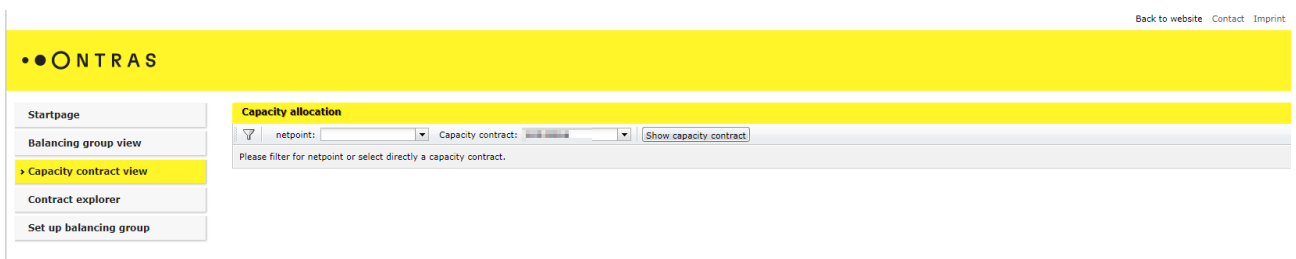 Back to website Contact Imprint
ONTRAS
Startpage
Balancing group view
Capacity contract view
Contract explorer
Set up balancing group
Capacity allocation
netpoint: Capacity contract: Show capacity contract
Please filter for netpoint or select directly a capacity contract.